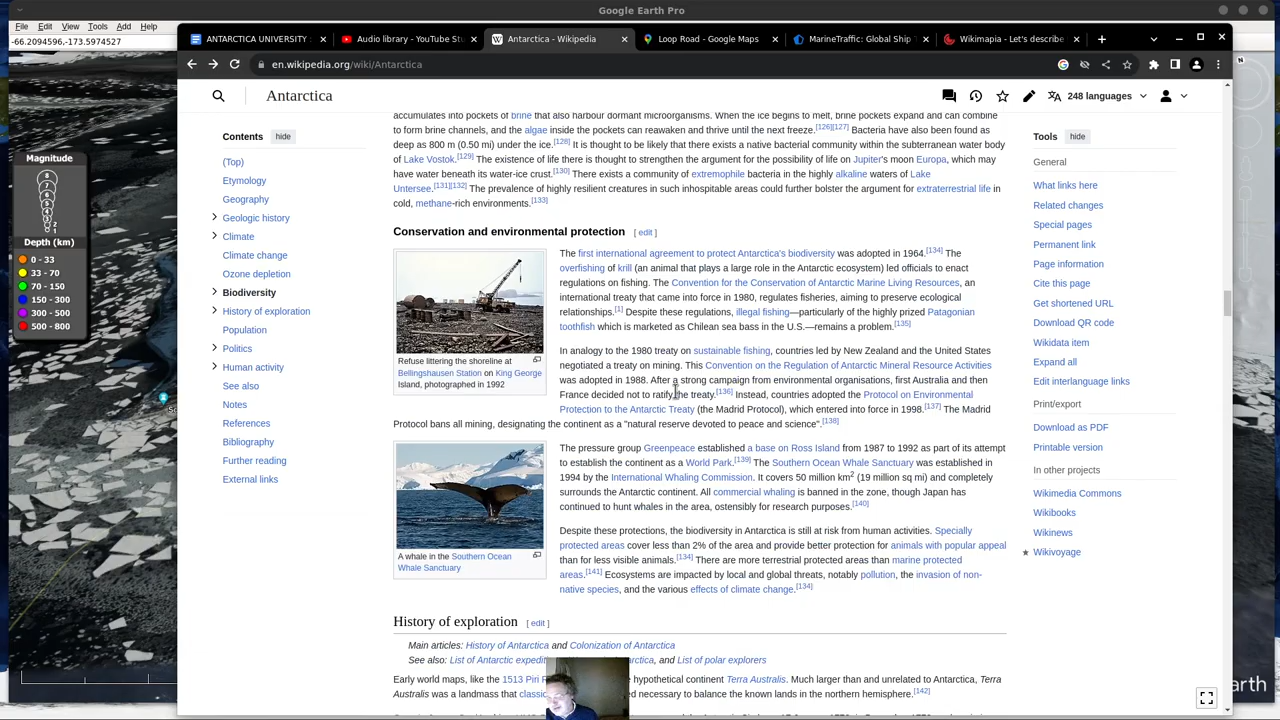 Google Earth Pro
File Edit View Tools Add Help
-66.2094596,-173.5974527
ANTARCTICA UNIVERSITY
Audio library - YouTube St
Antarctica - Wikipedia
Loop Road - Google Maps
MarineTraffic: Global Ship
Wikimapia - Let's describe
en.wikipedia.org/wiki/Antarctica
Antarctica
248 languages
Magnitude
8
7
6
5
4
3
2
1
Depth (km)
0 - 33
33 - 70
70 - 150
150 - 300
300 - 500
500 - 800
Contents hide
(Top)
Etymology
Geography
Geologic history
Climate
Climate change
Ozone depletion
Biodiversity
History of exploration
Population
Politics
Human activity
See also
Notes
References
Bibliography
Further reading
External links
accumulates into pockets of brine that also harbour dormant microorganisms. When the ice begins to melt, brine pockets expand and can combine
to form brine channels, and the algae inside the pockets can reawaken and thrive until the next freeze.[126][127] Bacteria have also been found as
deep as 800 m (0.50 mi) under the ice.[128] It is thought to be likely that there exists a native bacterial community within the subterranean water body
of Lake Vostok.[129] The existence of life there is thought to strengthen the argument for the possibility of life on Jupiter's moon Europa, which may
have water beneath its water-ice crust.[130] There exists a community of extremophile bacteria in the highly alkaline waters of Lake
Untersee.[131][132] The prevalence of highly resilient creatures in such inhospitable areas could further bolster the argument for extraterrestrial life in
cold, methane-rich environments.[133]
Conservation and environmental protection [ edit ]
Refuse littering the shoreline at
Bellingshausen Station on King George
Island, photographed in 1992
The first international agreement to protect Antarctica's biodiversity was adopted in 1964.[134] The
overfishing of krill (an animal that plays a large role in the Antarctic ecosystem) led officials to enact
regulations on fishing. The Convention for the Conservation of Antarctic Marine Living Resources, an
international treaty that came into force in 1980, regulates fisheries, aiming to preserve ecological
relationships.[1] Despite these regulations, illegal fishing—particularly of the highly prized Patagonian
toothfish which is marketed as Chilean sea bass in the U.S.—remains a problem.[135]
In analogy to the 1980 treaty on sustainable fishing, countries led by New Zealand and the United States
negotiated a treaty on mining. This Convention on the Regulation of Antarctic Mineral Resource Activities
was adopted in 1988. After a strong campaign from environmental organisations, first Australia and then
France decided not to ratify the treaty.[136] Instead, countries adopted the Protocol on Environmental
Protection to the Antarctic Treaty (the Madrid Protocol), which entered into force in 1998.[137] The Madrid
Protocol bans all mining, designating the continent as a "natural reserve devoted to peace and science".[138]
A whale in the Southern Ocean
Whale Sanctuary
The pressure group Greenpeace established a base on Ross Island from 1987 to 1992 as part of its attempt
to establish the continent as a World Park.[139] The Southern Ocean Whale Sanctuary was established in
1994 by the International Whaling Commission. It covers 50 million km2 (19 million sq mi) and completely
surrounds the Antarctic continent. All commercial whaling is banned in the zone, though Japan has
continued to hunt whales in the area, ostensibly for research purposes.[140]
Despite these protections, the biodiversity in Antarctica is still at risk from human activities. Specially
protected areas cover less than 2% of the area and provide better protection for animals with popular appeal
than for less visible animals.[134] There are more terrestrial protected areas than marine protected
areas.[141] Ecosystems are impacted by local and global threats, notably pollution, the invasion of non-
native species, and the various effects of climate change.[134]
History of exploration [ edit ]
Main articles: History of Antarctica and Colonization of Antarctica
See also: List of Antarctic and List of polar explorers
Early world maps, like the 1513 Piri hypothetical continent Terra Australis. Much larger than and unrelated to Antarctica, Terra
Australis was a landmass that necessary to balance the known lands in the northern hemisphere.[142]
Tools hide
General
What links here
Related changes
Special pages
Permanent link
Page information
Cite this page
Get shortened URL
Download QR code
Wikidata item
Expand all
Edit interlanguage links
Print/export
Download as PDF
Printable version
In other projects
Wikimedia Commons
Wikibooks
Wikinews
Wikivoyage
arth